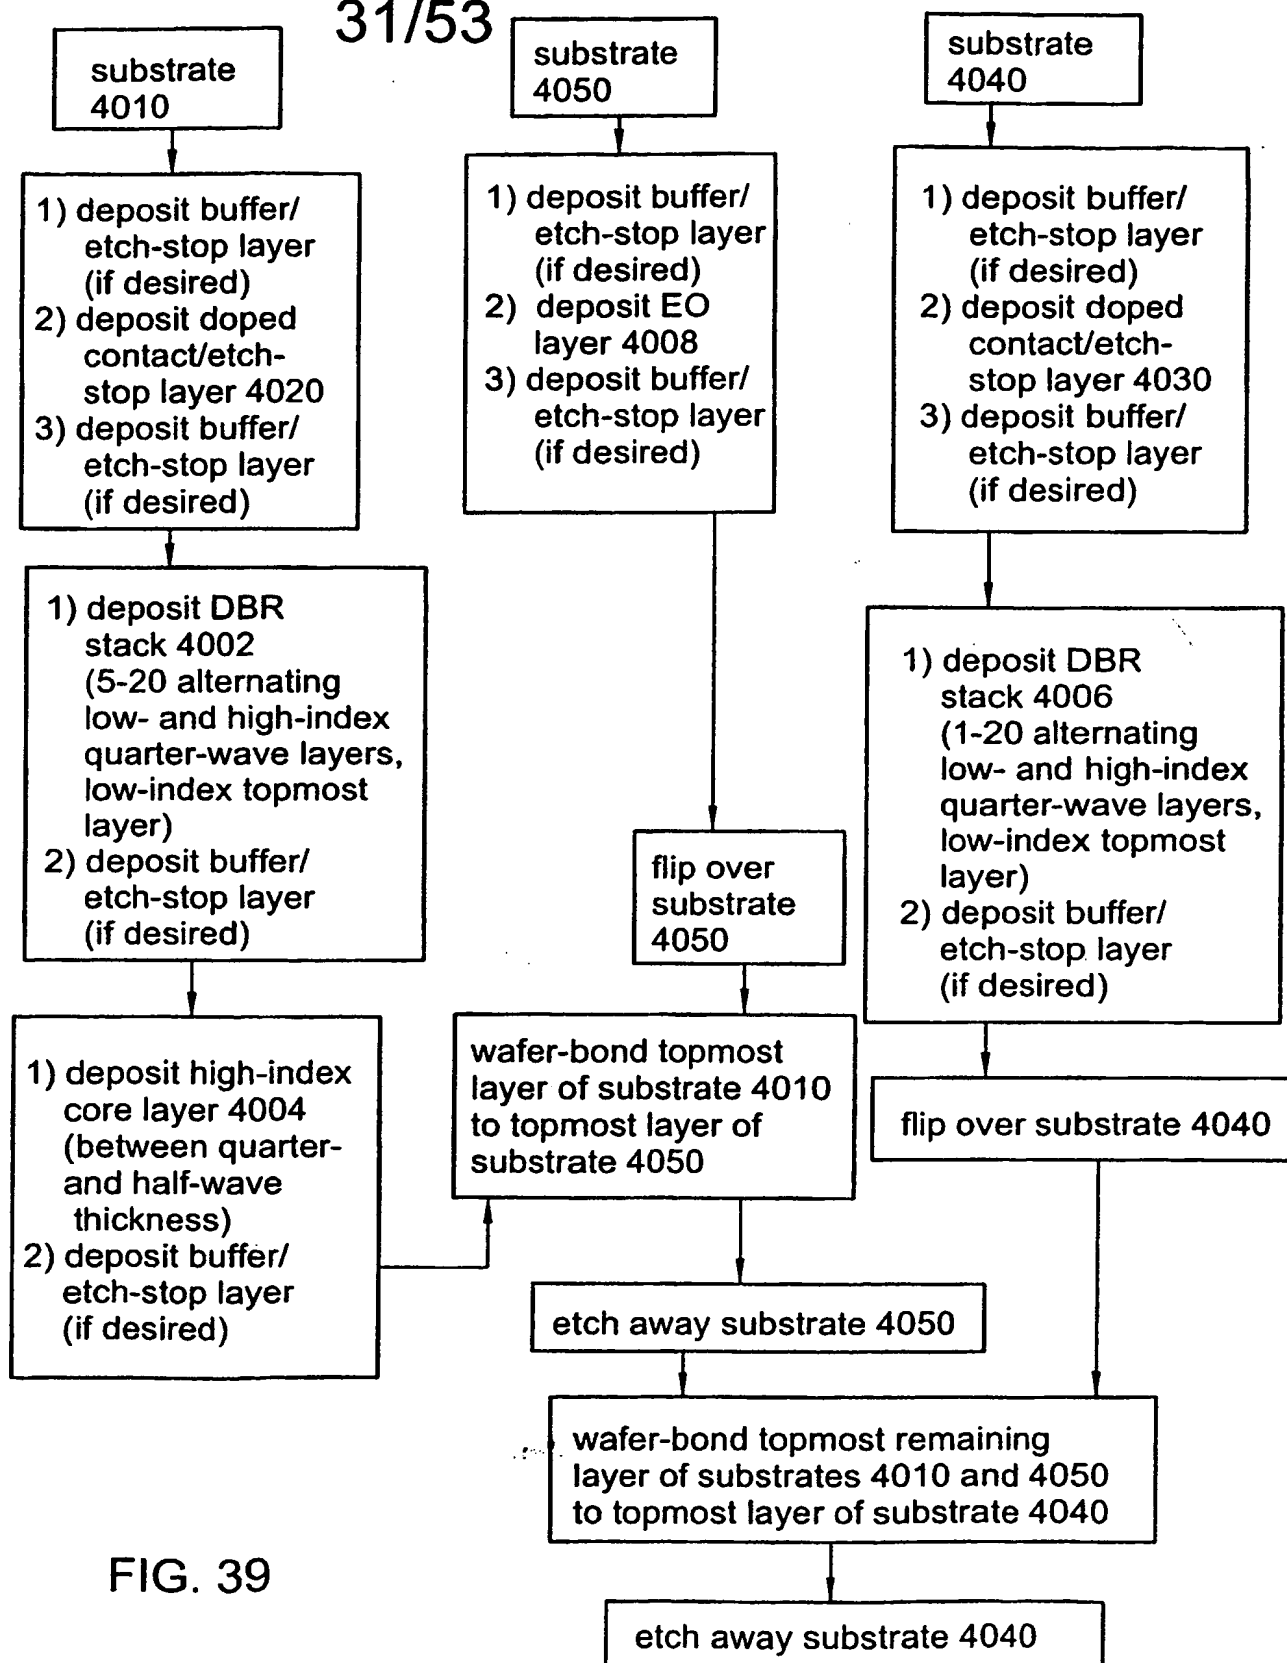 31/53
substrate
4010
1) deposit buffer/
etch-stop layer
(if desired)
2) deposit doped
contact/etch-
stop layer 4020
3) deposit buffer/
etch-stop layer
(if desired)
1) deposit DBR
stack 4002
(5-20 alternating
low- and high-index
quarter-wave layers,
low-index topmost
layer)
2) deposit buffer/
etch-stop layer
(if desired)
1) deposit high-index
core layer 4004
(between quarter-
and half-wave
thickness)
2) deposit buffer/
etch-stop layer
(if desired)
substrate
4050
1) deposit buffer/
etch-stop layer
(if desired)
2) deposit EO
layer 4008
3) deposit buffer/
etch-stop layer
(if desired)
flip over
substrate
4050
wafer-bond topmost
layer of substrate 4010
to topmost layer of
substrate 4050
etch away substrate 4050
substrate
4040
1) deposit buffer/
etch-stop layer
(if desired)
2) deposit doped
contact/etch-
stop layer 4030
3) deposit buffer/
etch-stop layer
(if desired)
1) deposit DBR
stack 4006
(1-20 alternating
low- and high-index
quarter-wave layers,
low-index topmost
layer)
2) deposit buffer/
etch-stop layer
(if desired)
flip over substrate 4040
wafer-bond topmost remaining
layer of substrates 4010 and 4050
to topmost layer of substrate 4040
etch away substrate 4040
FIG. 39